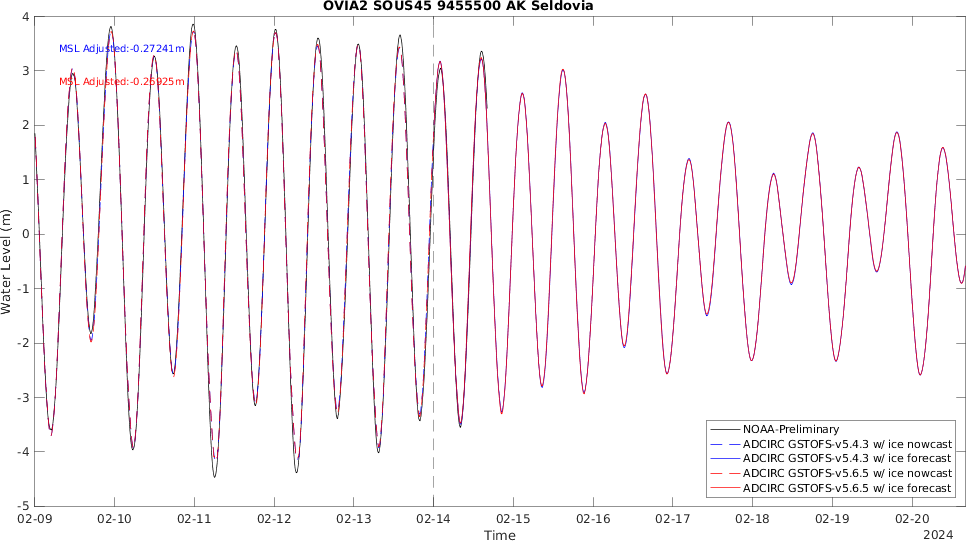 OVIA2 SOUS45 9455500 AK Seldovia
MSL Adjusted:-0.27241m
MSL Adjusted:-0.26925m
4
3
2
1
0
-1
-2
-3
-4
-5
Water Level (m)
NOAA-Preliminary
ADCIRC GSTOFS-v5.4.3 w/ ice nowcast
ADCIRC GSTOFS-v5.4.3 w/ ice forecast
ADCIRC GSTOFS-v5.6.5 w/ ice nowcast
ADCIRC GSTOFS-v5.6.5 w/ ice forecast
02-09 02-10 02-11 02-12 02-13 02-14 02-15 02-16 02-17 02-18 02-19 02-20
Time
2024